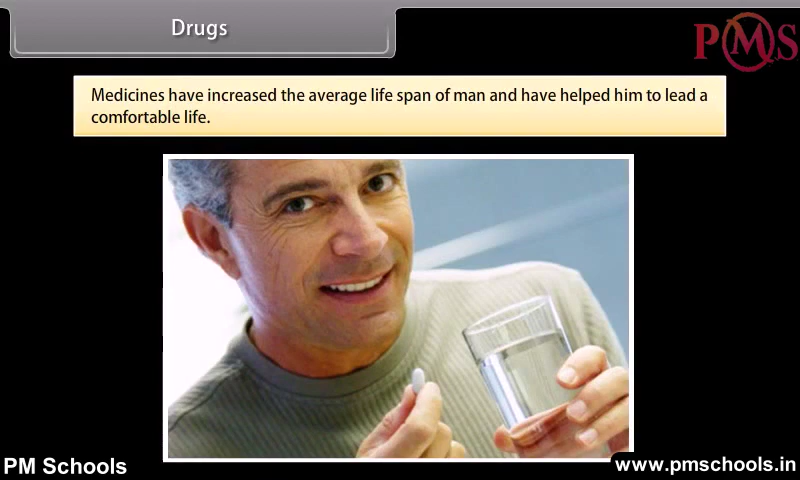 Drugs
PMS
Medicines have increased the average life span of man and have helped him to lead a
comfortable life.
PM Schools
www.pmschools.in